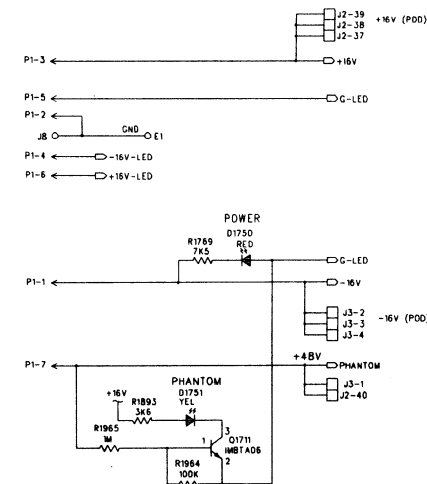 J2-39
J2-38
J2-37
+16V (POD)
P1-3
+16V
P1-5
G-LED
P1-2
J8
GND
E1
P1-4
-16V-LED
P1-6
+16V-LED
POWER
D1750
RED
R1769
7K5
G-LED
P1-1
-16V
J3-2
J3-3
J3-4
-16V (POD)
+48V
P1-7
PHANTOM
J3-1
J2-40
PHANTOM
D1751
YEL
+16V
R1893
3K6
3
Q1711
IMBTA06
1
2
R1965
1M
R1964
100K